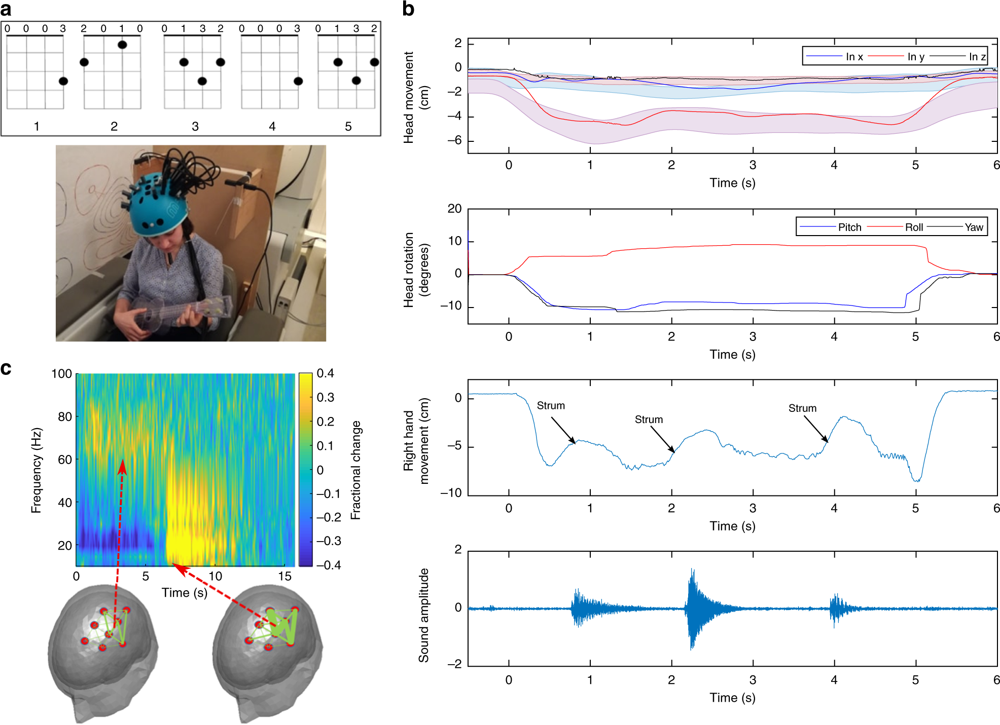 a
0 0 0 3 2 0 1 0 0 1 3 2 0 0 0 3 0 1 3 2
1 2 3 4 5
b
2
0
−2
−4
−6
Head movement
(cm)
In x In y In z
0 1 2 3 4 5 6
Time (s)
20
10
0
−10
Head rotation
(degrees)
Pitch Roll Yaw
0 1 2 3 4 5 6
Time (s)
0
−5
−10
Right hand
movement (cm)
Strum
Strum
Strum
0 1 2 3 4 5 6
Time (s)
2
0
−2
Sound amplitude
0 1 2 3 4 5 6
Time (s)
c
100
80
60
40
20
Frequency (Hz)
0 5 10 15
Time (s)
0.4
0.3
0.2
0.1
0
−0.1
−0.2
−0.3
−0.4
Fractional change